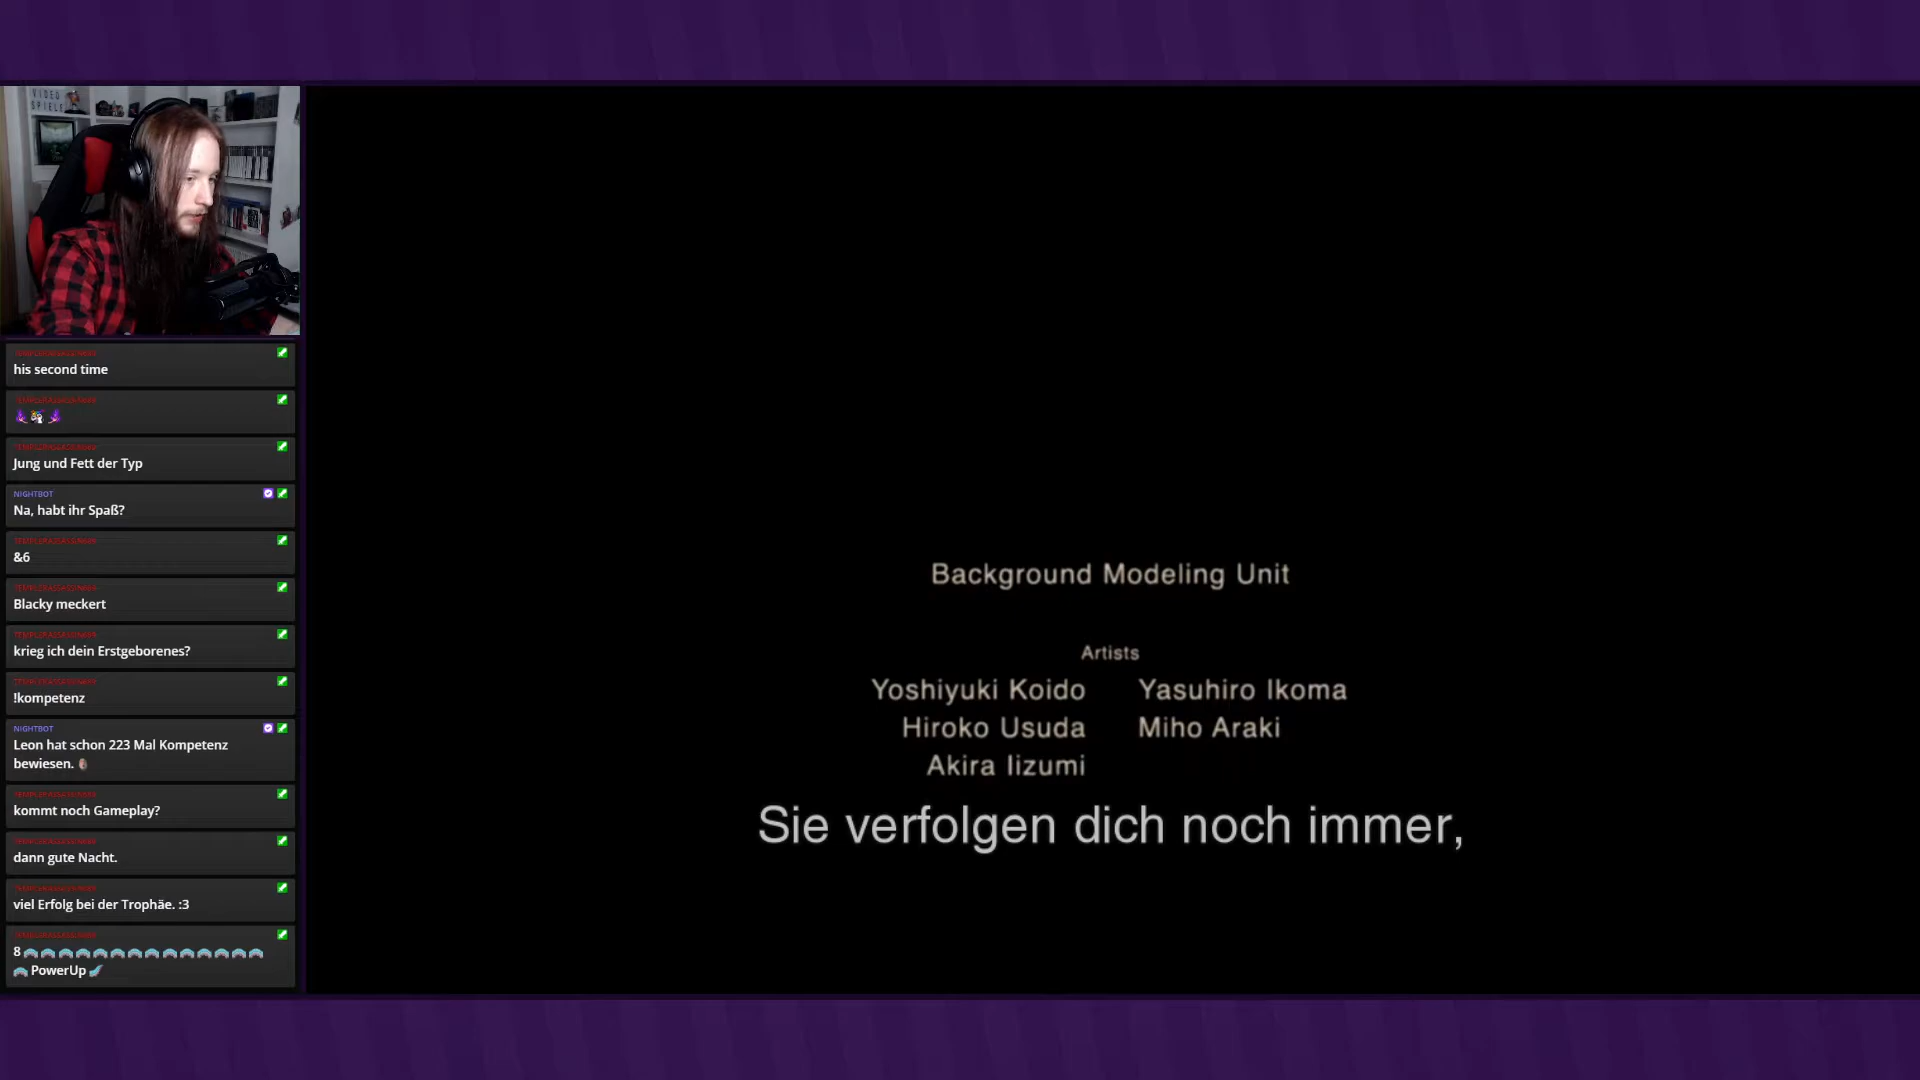 VIDEO
SPIELE
his second time
Jung und Fett der Typ
NIGHTBOT
Na, habt ihr Spaß?
&6
Blacky meckert
krieg ich dein Erstgeborenes?
!kompetenz
NIGHTBOT
Leon hat schon 223 Mal Kompetenz
bewiesen.
kommt noch Gameplay?
dann gute Nacht.
viel Erfolg bei der Trophäe. :3
8
PowerUp
Background Modeling Unit
Artists
Yoshiyuki Koido Yasuhiro Ikoma
Hiroko Usuda Miho Araki
Akira Iizumi
Sie verfolgen dich noch immer,